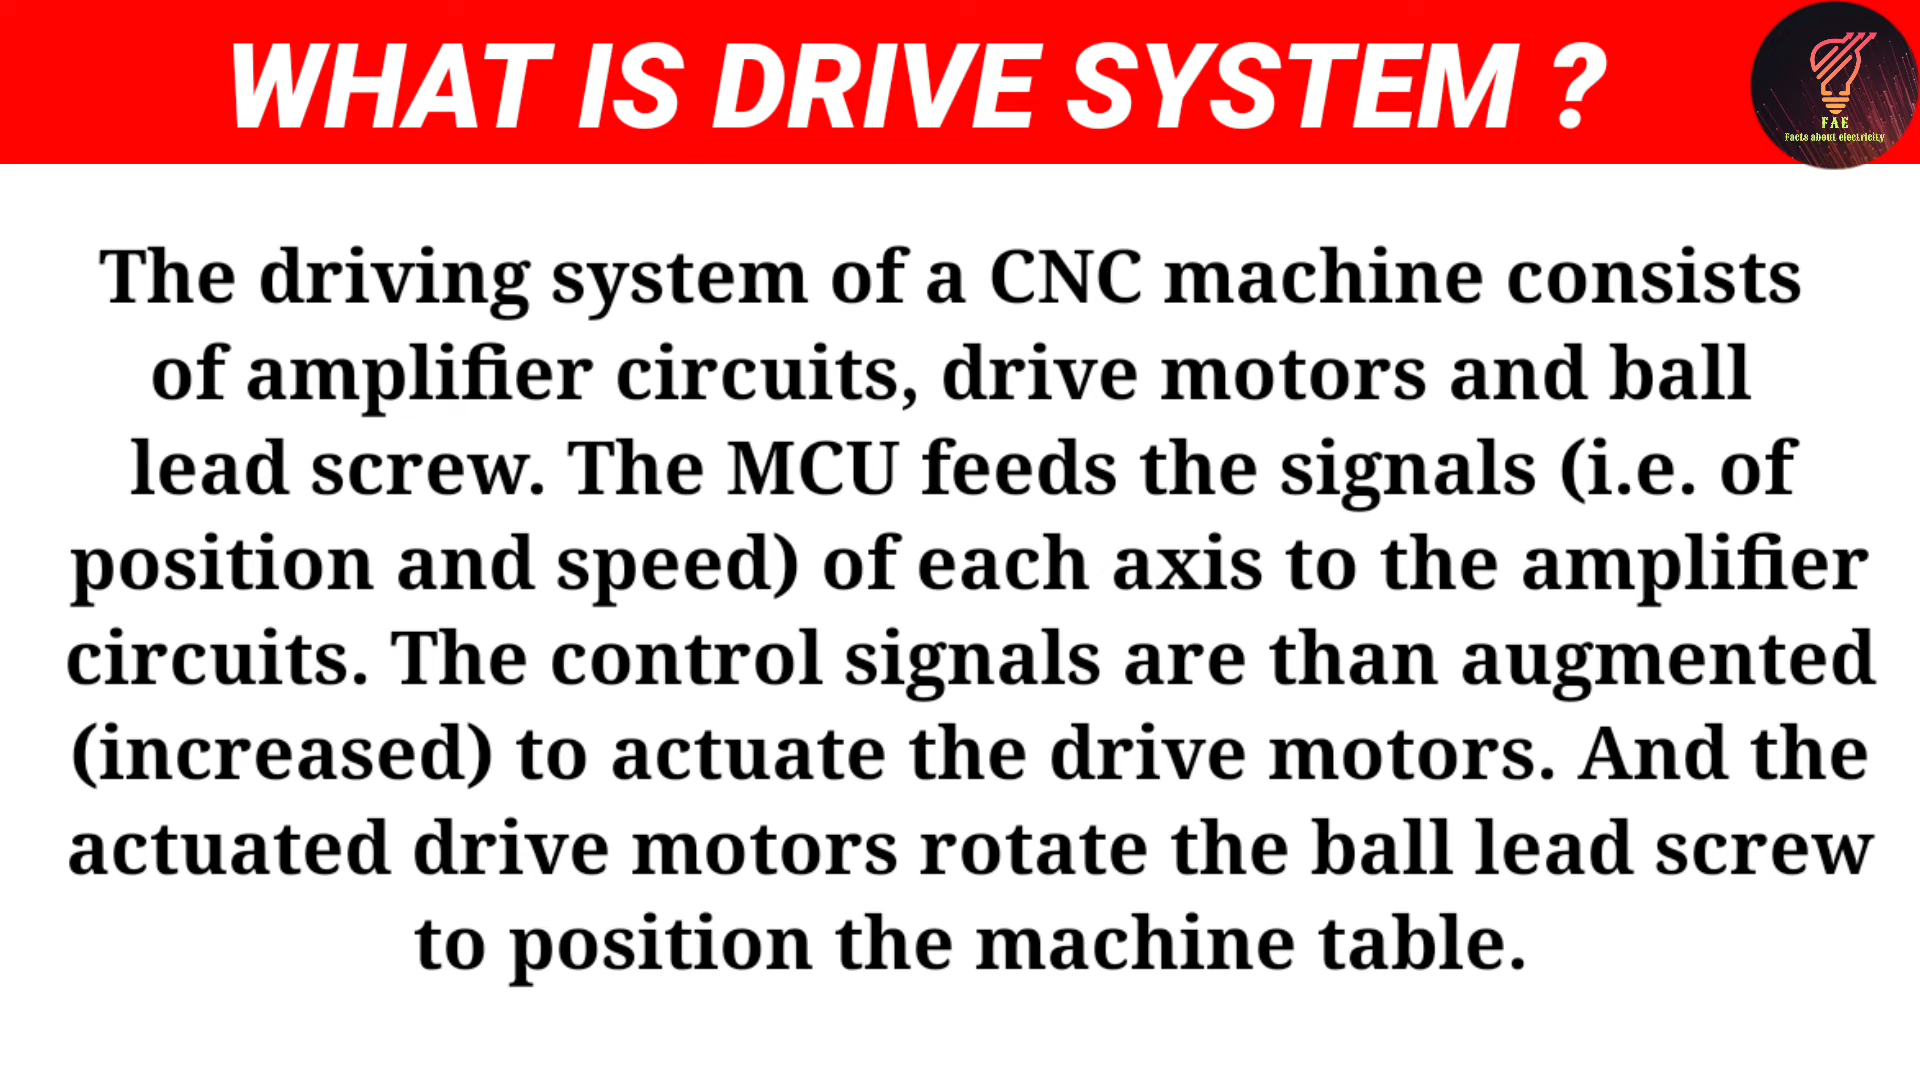 WHAT IS DRIVE SYSTEM ?
FAE
Facts about electricity
The driving system of a CNC machine consists
of amplifier circuits, drive motors and ball
lead screw. The MCU feeds the signals (i.e. of
position and speed) of each axis to the amplifier
circuits. The control signals are than augmented
(increased) to actuate the drive motors. And the
actuated drive motors rotate the ball lead screw
to position the machine table.